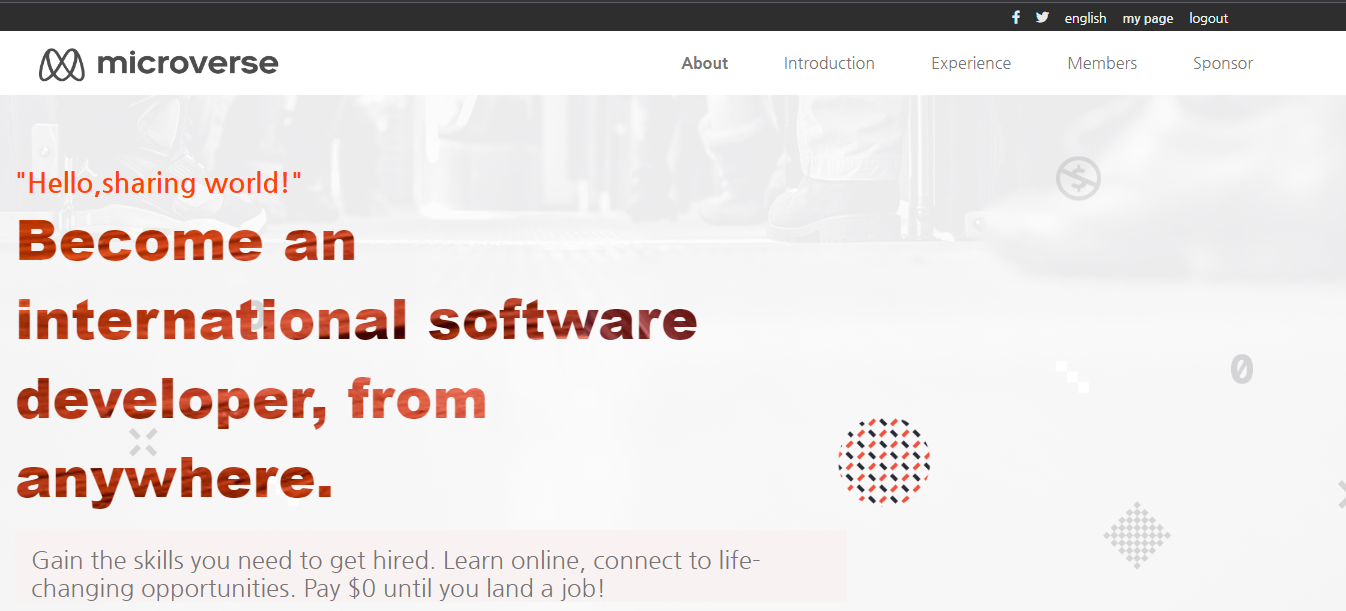 english my page logout
microverse About Introduction Experience Members Sponsor
"Hello,sharing world!"
Become an
international software
developer, from
anywhere.
Gain the skills you need to get hired. Learn online, connect to life-
changing opportunities. Pay $0 until you land a job!